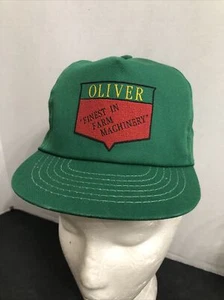 OLIVER
"FINEST IN
FARM
MACHINERY"